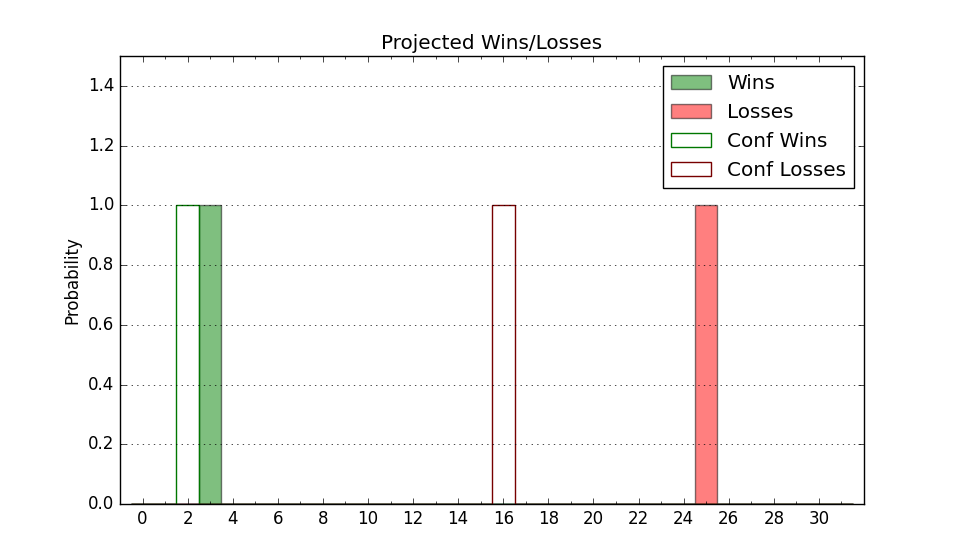 Projected Wins/Losses
Wins
Losses
Conf Wins
Conf Losses
Probability
1.4
1.2
1.0
0.8
0.6
0.4
0.2
0.0
0 2 4 6 8 10 12 14 16 18 20 22 24 26 28 30